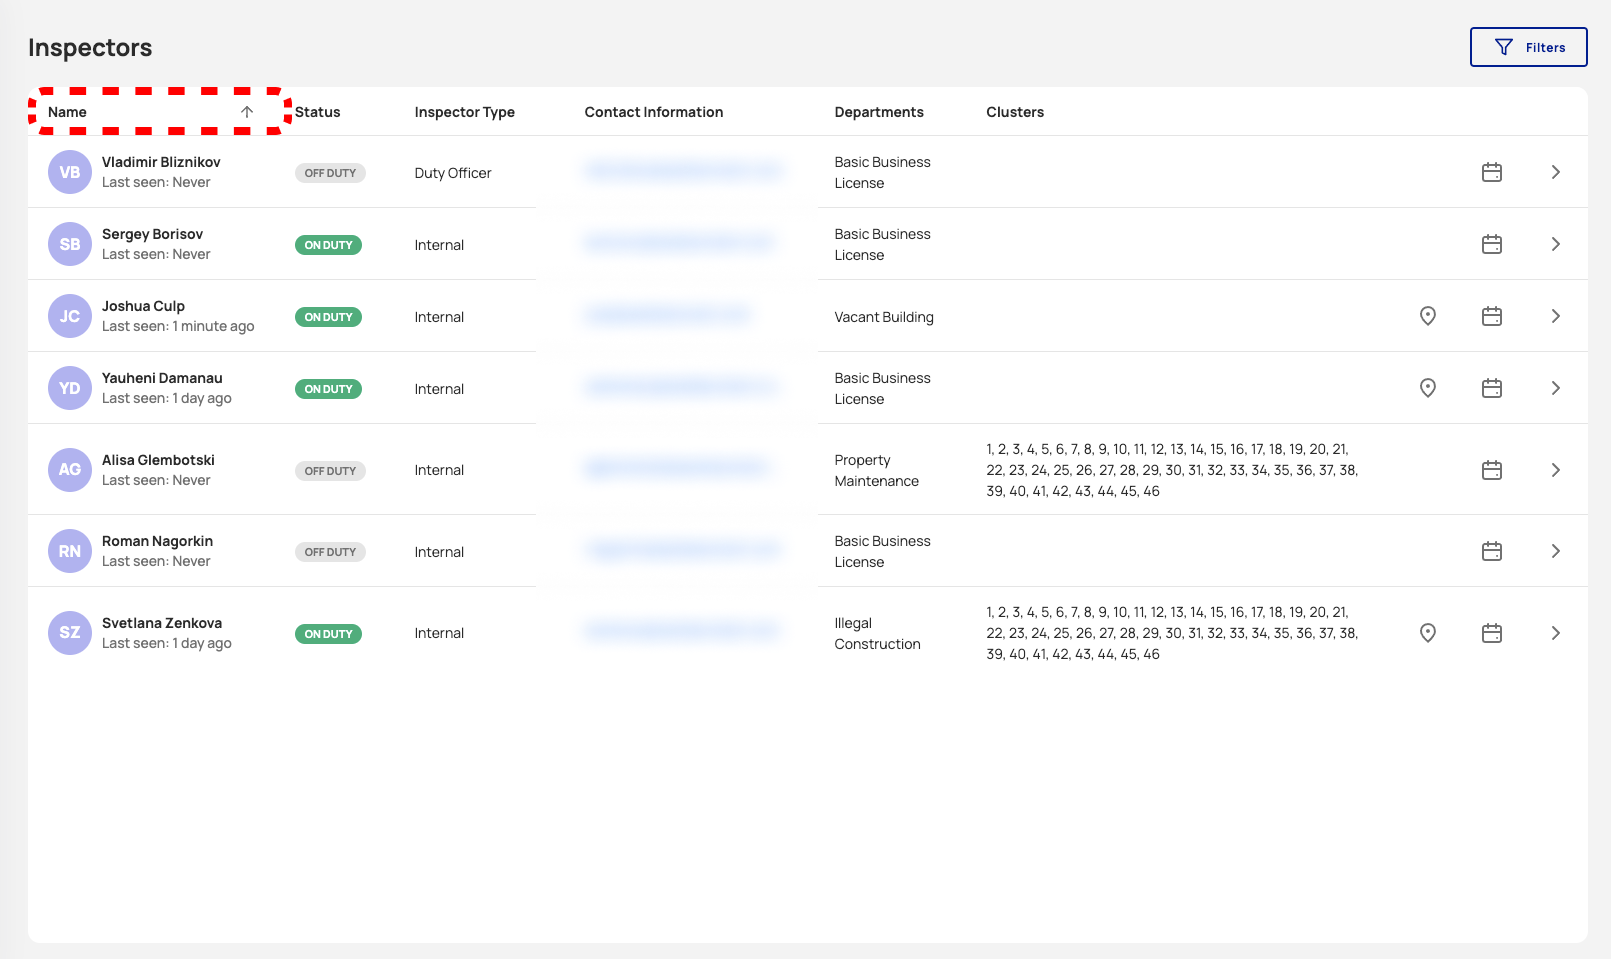 Inspectors
Filters
Name
Status
Inspector Type
Contact Information
Departments
Clusters
VB
Vladimir Bliznikov
Last seen: Never
OFF DUTY
Duty Officer
Basic Business
License
SB
Sergey Borisov
Last seen: Never
ON DUTY
Internal
Basic Business
License
JC
Joshua Culp
Last seen: 1 minute ago
ON DUTY
Internal
Vacant Building
YD
Yauheni Damanau
Last seen: 1 day ago
ON DUTY
Internal
Basic Business
License
AG
Alisa Glembotski
Last seen: Never
OFF DUTY
Internal
Property
Maintenance
1, 2, 3, 4, 5, 6, 7, 8, 9, 10, 11, 12, 13, 14, 15, 16, 17, 18, 19, 20, 21,
22, 23, 24, 25, 26, 27, 28, 29, 30, 31, 32, 33, 34, 35, 36, 37, 38,
39, 40, 41, 42, 43, 44, 45, 46
RN
Roman Nagorkin
Last seen: Never
OFF DUTY
Internal
Basic Business
License
SZ
Svetlana Zenkova
Last seen: 1 day ago
ON DUTY
Internal
Illegal
Construction
1, 2, 3, 4, 5, 6, 7, 8, 9, 10, 11, 12, 13, 14, 15, 16, 17, 18, 19, 20, 21,
22, 23, 24, 25, 26, 27, 28, 29, 30, 31, 32, 33, 34, 35, 36, 37, 38,
39, 40, 41, 42, 43, 44, 45, 46